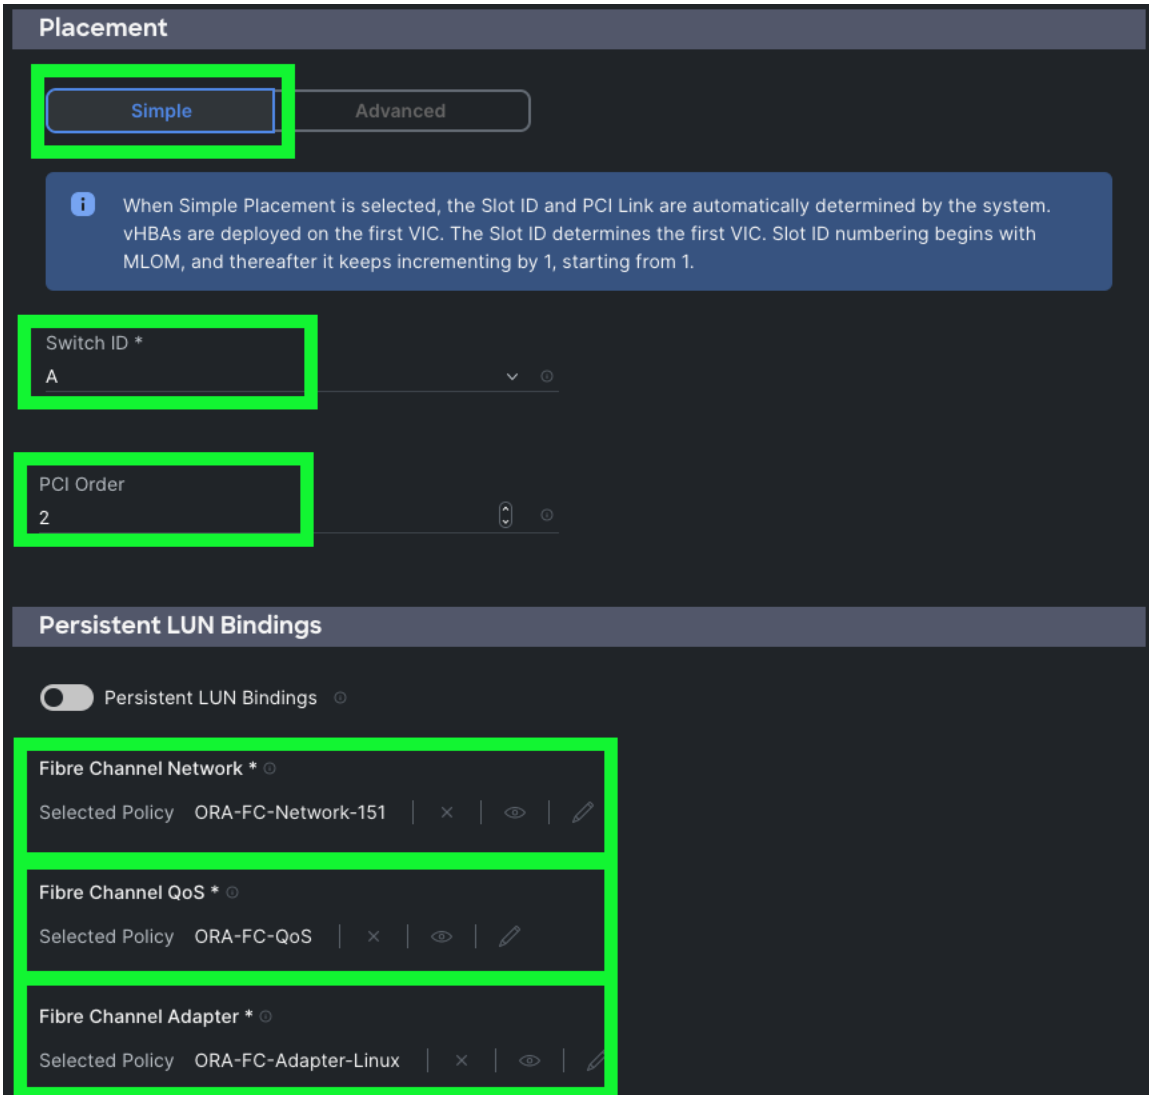 Placement
Simple
Advanced
When Simple Placement is selected, the Slot ID and PCI Link are automatically determined by the system.
vHBAs are deployed on the first VIC. The Slot ID determines the first VIC. Slot ID numbering begins with
MLOM, and thereafter it keeps incrementing by 1, starting from 1.
Switch ID *
A
PCI Order
2
Persistent LUN Bindings
Persistent LUN Bindings
Fibre Channel Network *
Selected Policy ORA-FC-Network-151
Fibre Channel QoS *
Selected Policy ORA-FC-QoS
Fibre Channel Adapter *
Selected Policy ORA-FC-Adapter-Linux